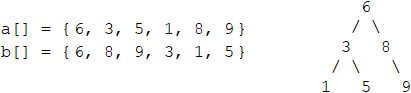 6
/ \
a[] = { 6, 3, 5, 1, 8, 9 }
3 8
b[] = { 6, 8, 9, 3, 1, 5 }
/ \ \
1 5 9